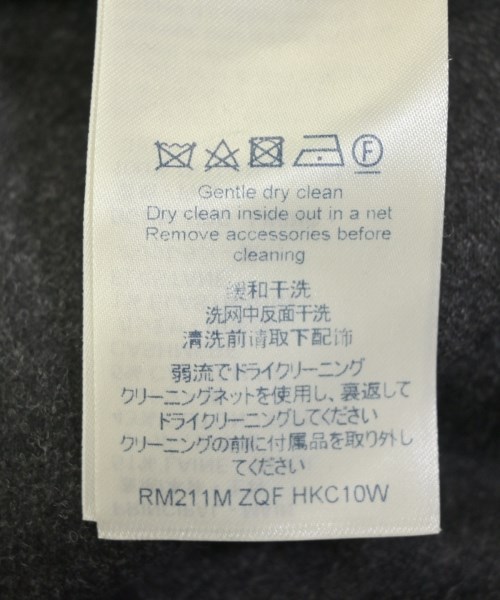 F
Gentle dry clean
Dry clean inside out in a net
Remove accessories before
cleaning
缓和干洗
洗网中反面干洗
清洗前请取下配饰
弱流でドライクリーニング
クリーニングネットを使用し、裏返して
ドライクリーニングしてください
クリーニングの前に付属品を取り外し
てください
RM211M ZQF HKC10W